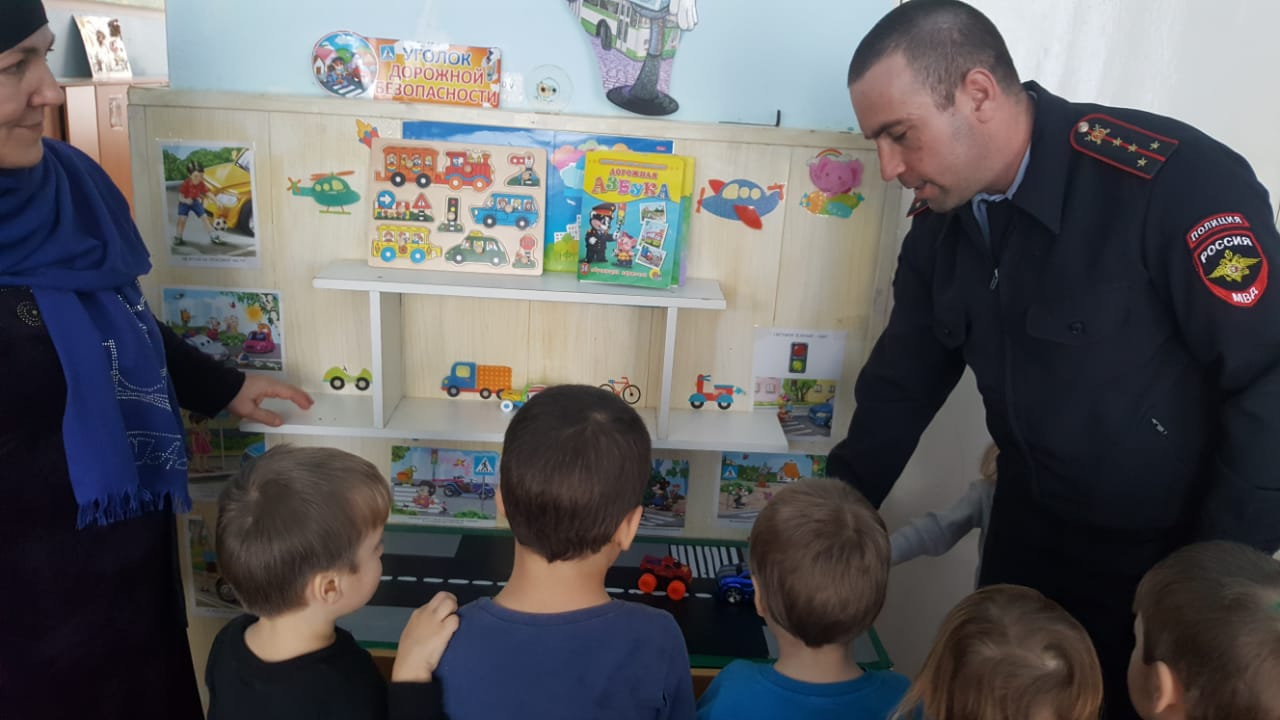 УГОЛОК
ДОРОЖНОЙ
БЕЗОПАСНОСТИ
ДОРОЖНАЯ
АЗБУКА
ПОЛИЦИЯ
РОССИЯ
МВД